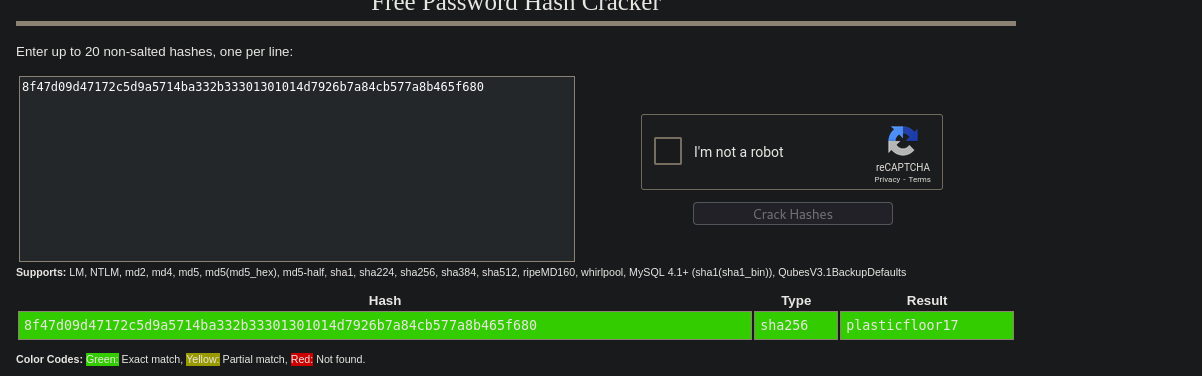 Free Password Hash Cracker
Enter up to 20 non-salted hashes, one per line:
8f47d09d47172c5d9a5714ba332b33301301014d7926b7a84cb577a8b465f680
I'm not a robot
reCAPTCHA
Privacy - Terms
Crack Hashes
Supports: LM, NTLM, md2, md4, md5, md5(md5_hex), md5-half, sha1, sha224, sha256, sha384, sha512, ripeMD160, whirlpool, MySQL 4.1+ (sha1(sha1_bin)), QubesV3.1BackupDefaults
Hash Type Result
8f47d09d47172c5d9a5714ba332b33301301014d7926b7a84cb577a8b465f680 sha256 plasticfloor17
Color Codes: Green: Exact match, Yellow: Partial match, Red: Not found.